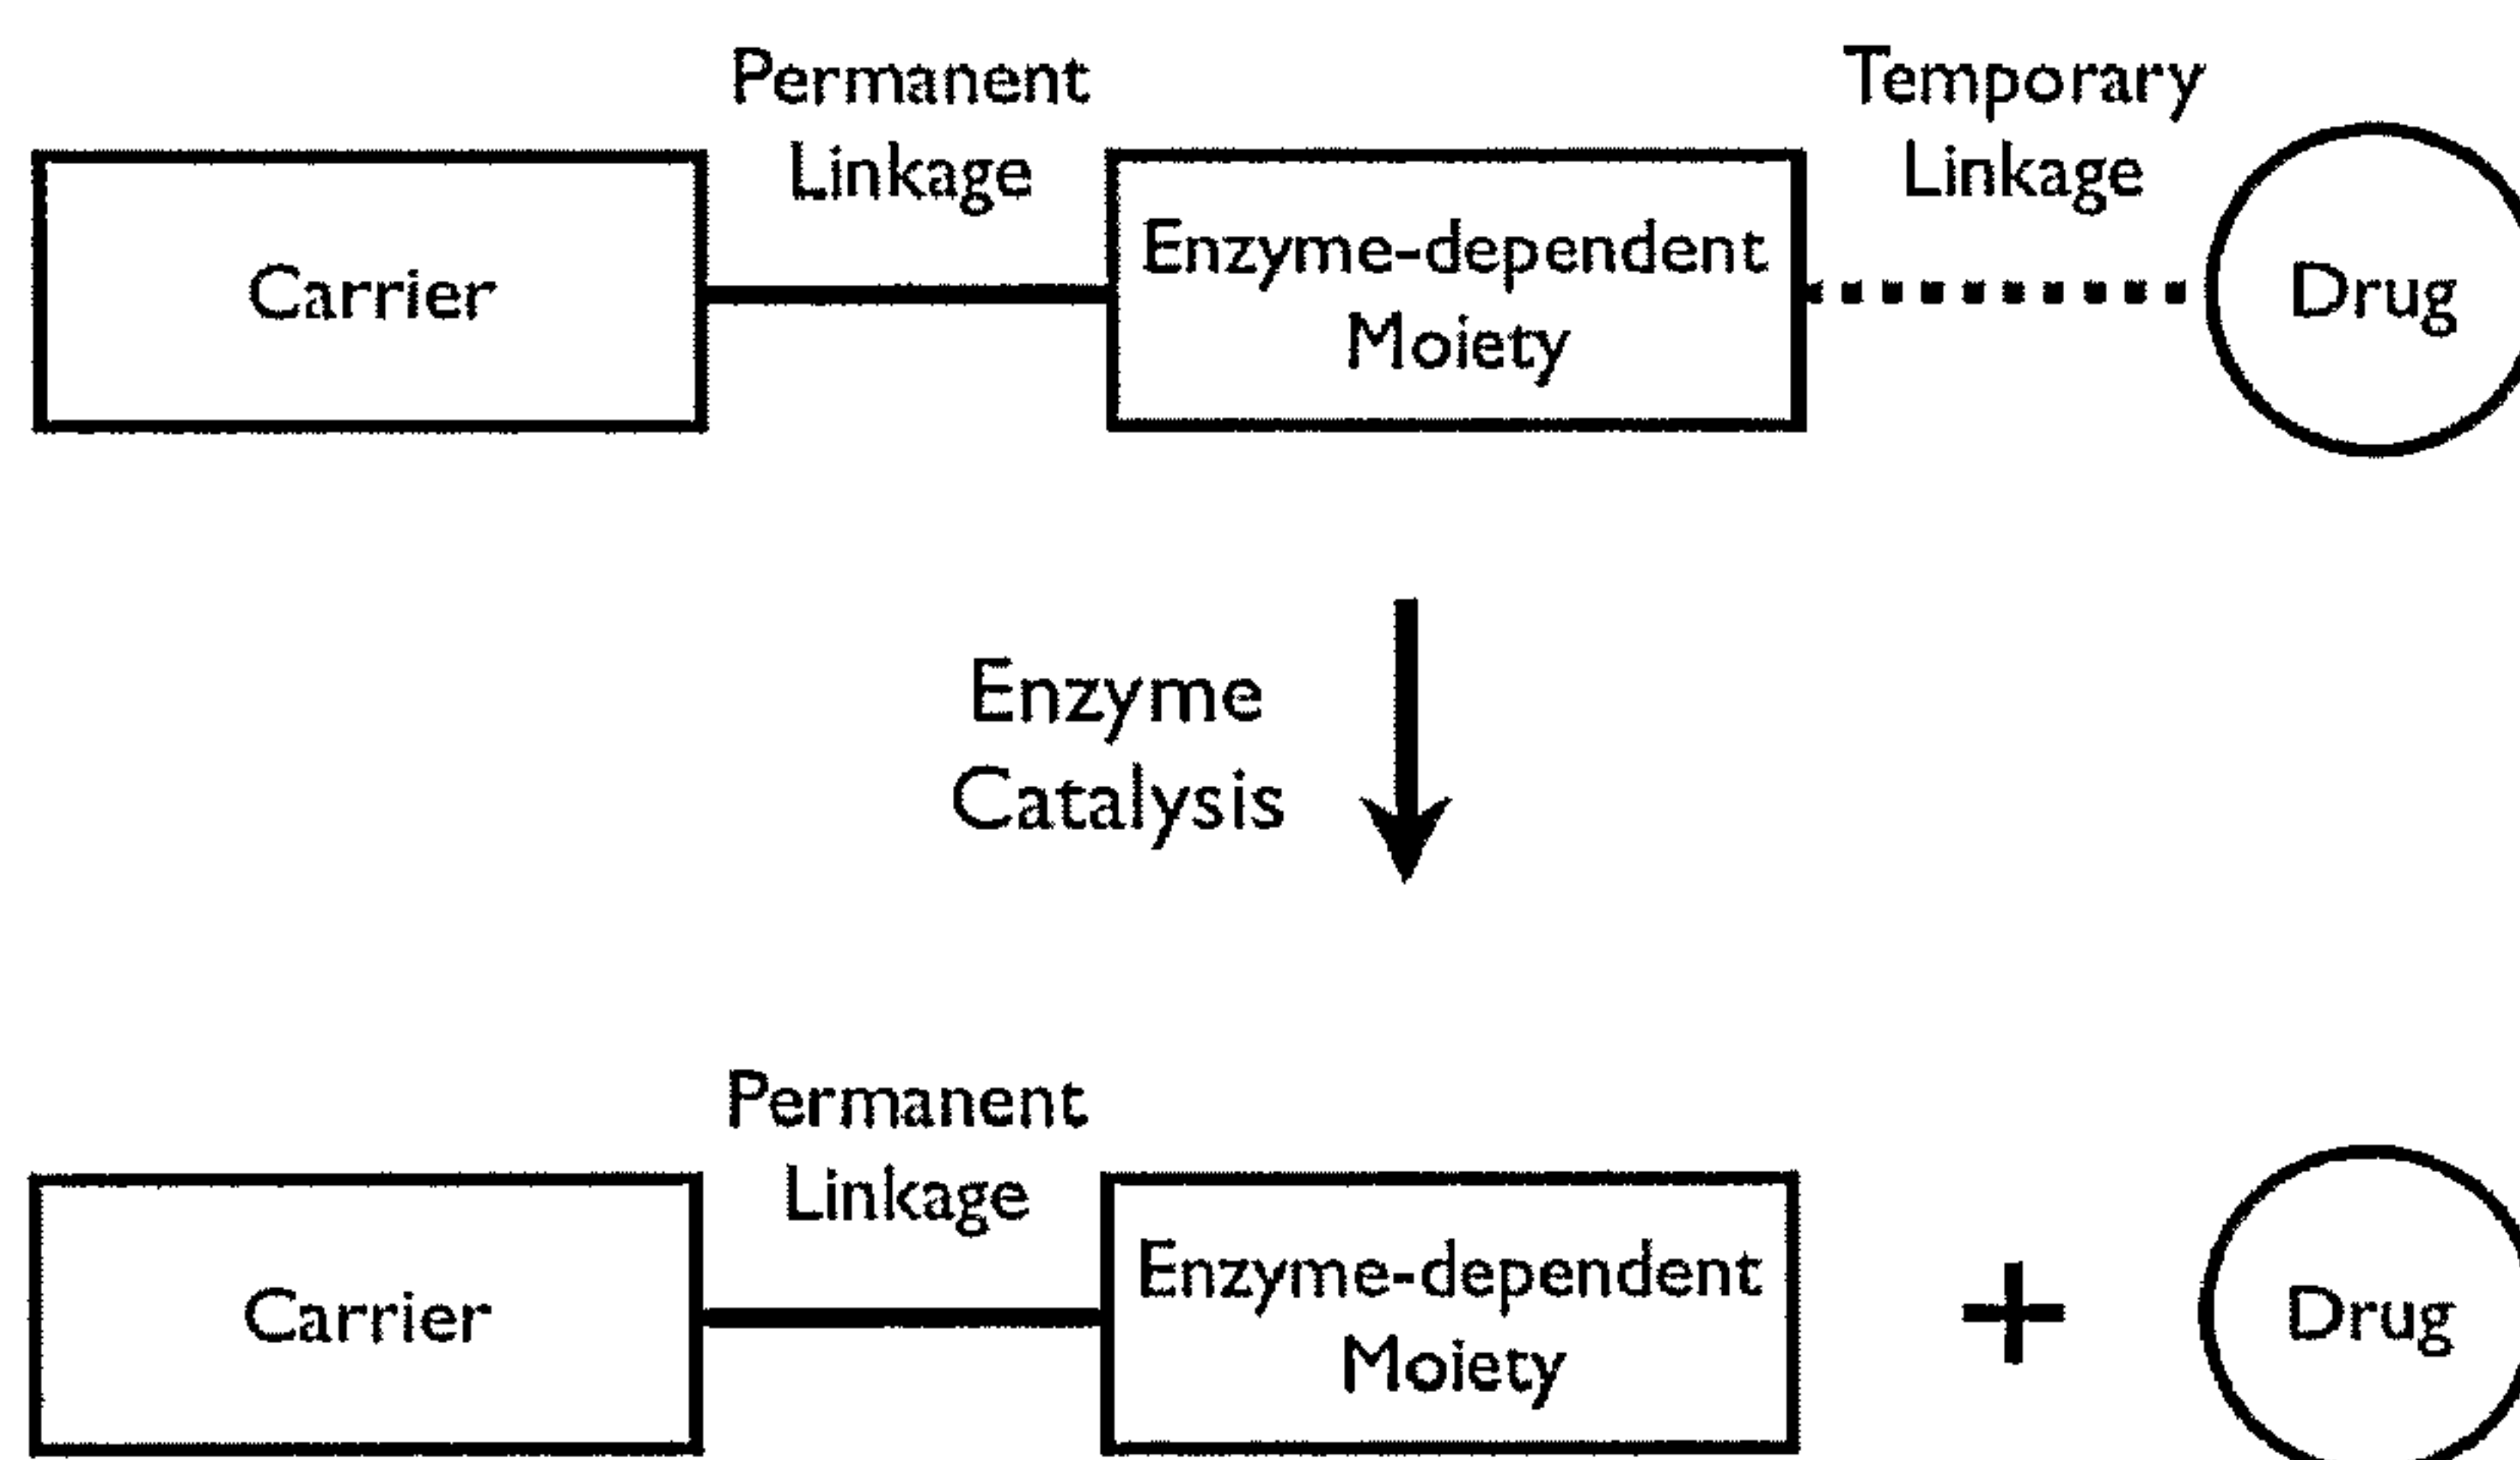 Permanent
Linkage
Temporary
Linkage
Carrier
Enzyme-dependent
Moiety
Drug
Enzyme
Catalysis
Permanent
Linkage
Carrier
Enzyme-dependent
Moiety
+
Drug